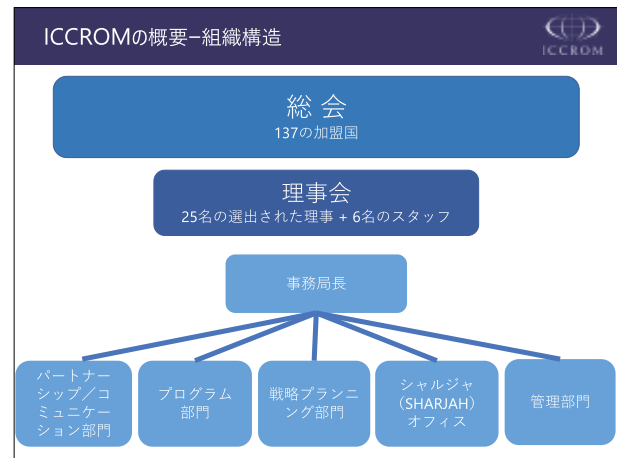 ICCROMの概要–組織構造
ICCROM
総 会
137の加盟国
理事会
25名の選出された理事 + 6名のスタッフ
事務局長
パートナー
シップ／コ
ミュニケー
ション部門
プログラム
部門
戦略プランニ
ング部門
シャルジャ
（SHARJAH）
オフィス
管理部門